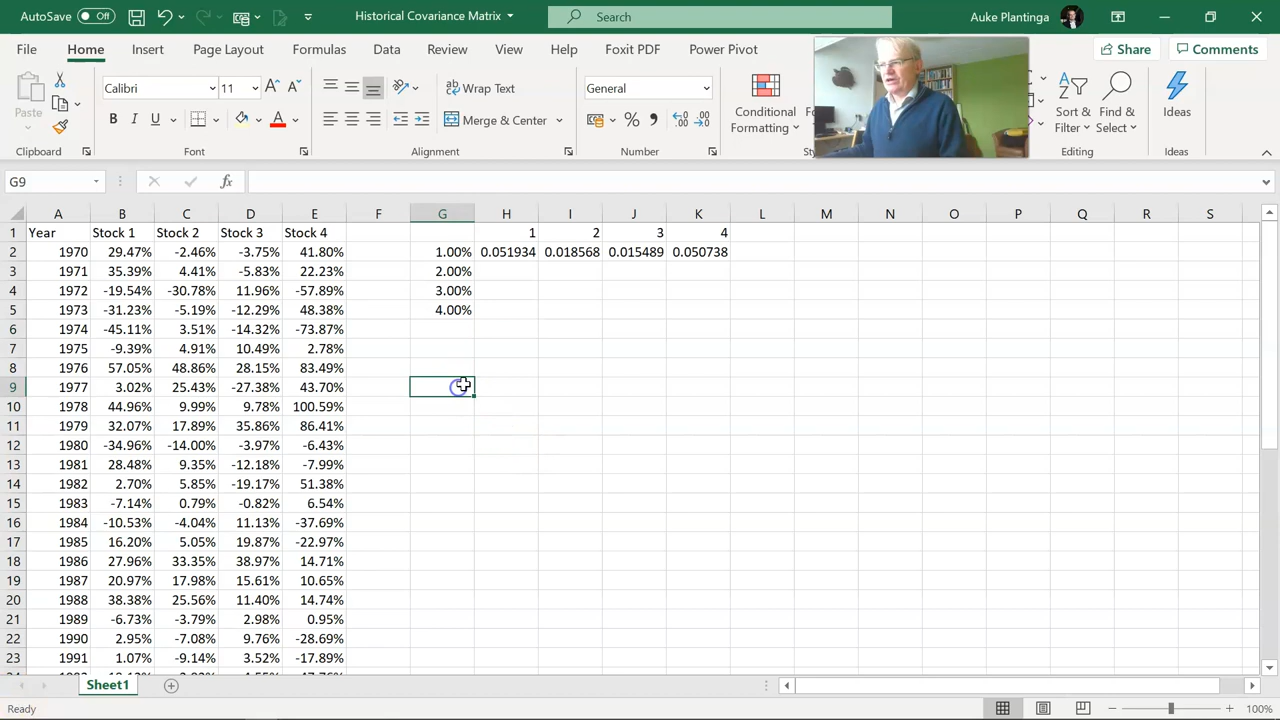 AutoSave Off Historical Covariance Matrix Search Auke Plantinga
File Home Insert Page Layout Formulas Data Review View Help Foxit PDF Power Pivot Share Comments
Paste
Calibri 11 Wrap Text General
B I U A Merge & Center % 
Conditional Formatting
Sort & Filter
Find & Select
Ideas
Clipboard Font Alignment Number Editing Ideas
G9 fx
A B C D E F G H I J K L M N O P Q R S
1 Year Stock 1 Stock 2 Stock 3 Stock 4 1 2 3 4
2 1970 29.47% -2.46% -3.75% 41.80% 1.00% 0.051934 0.018568 0.015489 0.050738
3 1971 35.39% 4.41% -5.83% 22.23% 2.00%
4 1972 -19.54% -30.78% 11.96% -57.89% 3.00%
5 1973 -31.23% -5.19% -12.29% 48.38% 4.00%
6 1974 -45.11% 3.51% -14.32% -73.87%
7 1975 -9.39% 4.91% 10.49% 2.78%
8 1976 57.05% 48.86% 28.15% 83.49%
9 1977 3.02% 25.43% -27.38% 43.70%
10 1978 44.96% 9.99% 9.78% 100.59%
11 1979 32.07% 17.89% 35.86% 86.41%
12 1980 -34.96% -14.00% -3.97% -6.43%
13 1981 28.48% 9.35% -12.18% -7.99%
14 1982 2.70% 5.85% -19.17% 51.38%
15 1983 -7.14% 0.79% -0.82% 6.54%
16 1984 -10.53% -4.04% 11.13% -37.69%
17 1985 16.20% 5.05% 19.87% -22.97%
18 1986 27.96% 33.35% 38.97% 14.71%
19 1987 20.97% 17.98% 15.61% 10.65%
20 1988 38.38% 25.56% 11.40% 14.74%
21 1989 -6.73% -3.79% 2.98% 0.95%
22 1990 2.95% -7.08% 9.76% -28.69%
23 1991 1.07% -9.14% 3.52% -17.89%
Sheet1
Ready 100%